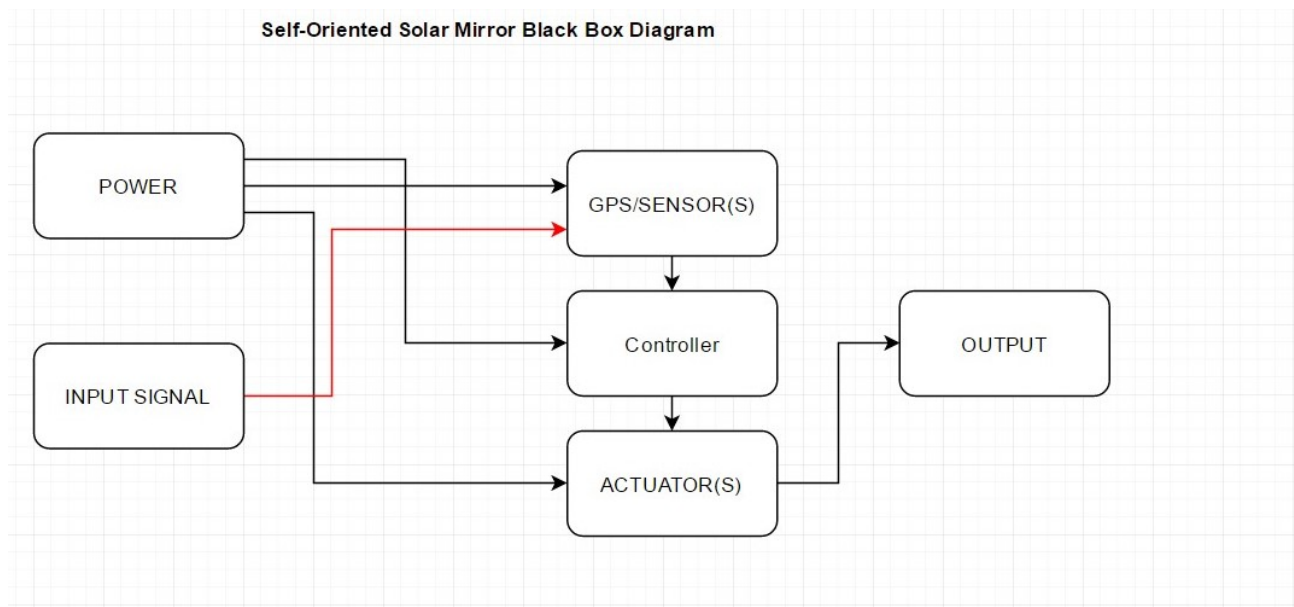 Self-Oriented Solar Mirror Black Box Diagram
POWER
GPS/SENSOR(S)
Controller
OUTPUT
INPUT SIGNAL
ACTUATOR(S)